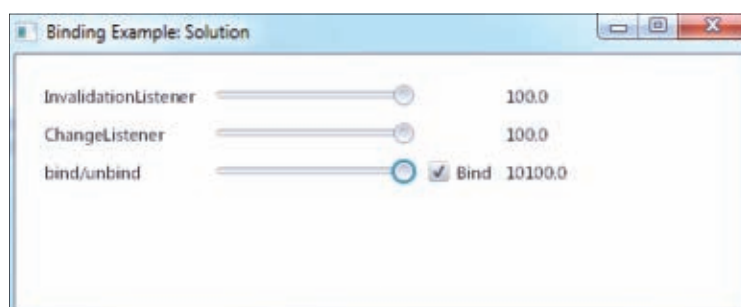 Binding Example: Solution
InvalidationListener 100.0
ChangeListener 100.0
bind/unbind Bind 10100.0